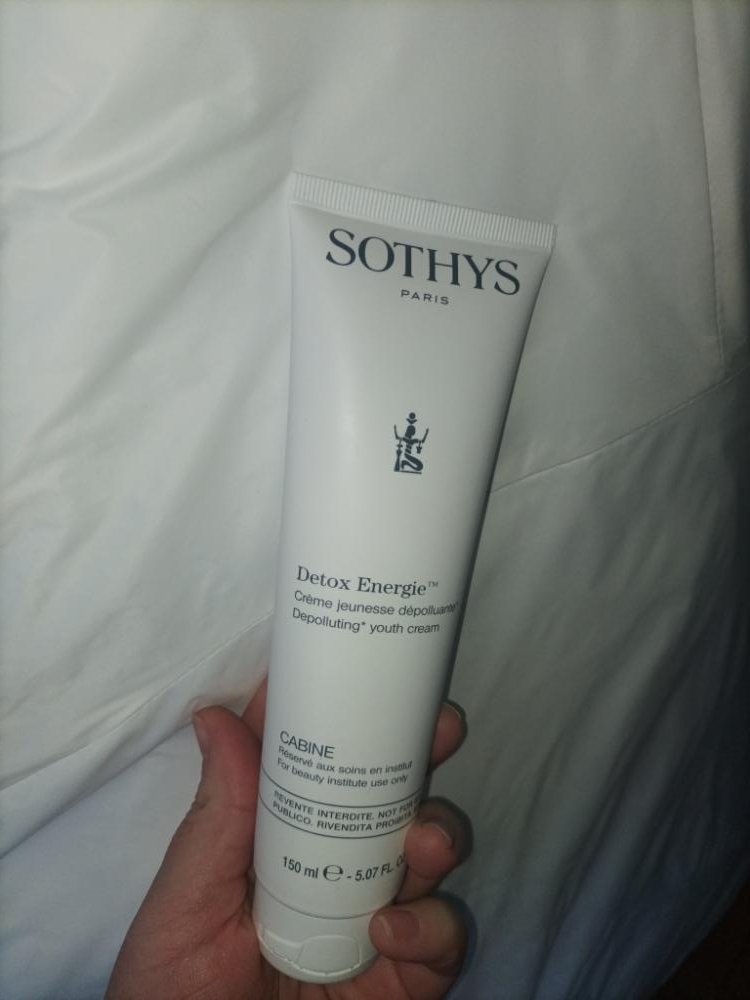 SOTHYS
PARIS
Detox Energie™
Crème jeunesse dépolluante*
Depolluting* youth cream
CABINE
Réservé aux soins en institut
For beauty institute use only
REVENTE INTERDITE. NOT FOR
PUBLICO. RIVENDITA PROIBITA
150 ml ℮ - 5.07 FL.